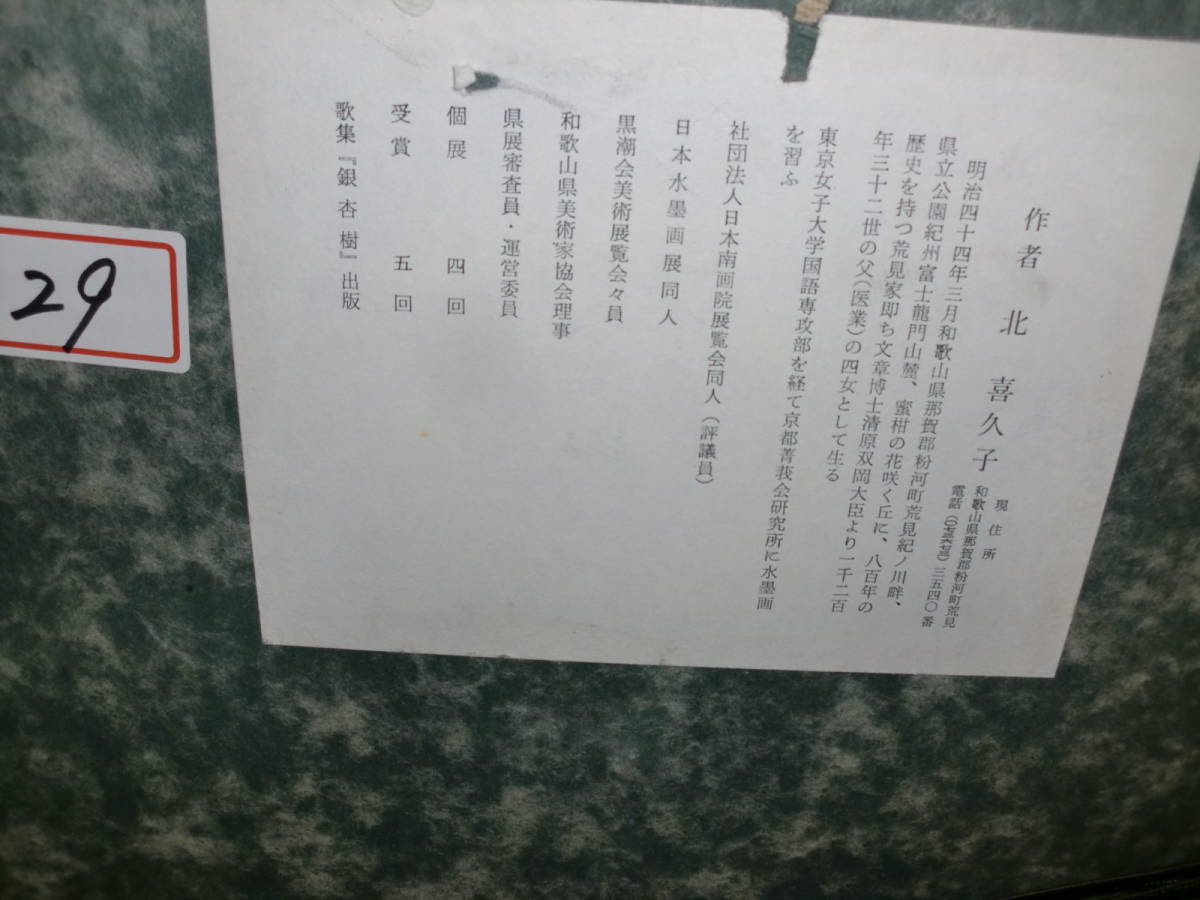 作者 北 喜久子
現住所
和歌山県那賀郡粉河町荒見
電話(〇七三六七三)三五四〇番
明治四十四年三月和歌山県那賀郡粉河町荒見紀ノ川畔、
県立公園紀州富士龍門山麓、蜜柑の花咲く丘に、八百年の
歴史を持つ荒見家即ち文章博士清原双岡大臣より一千二百
年三十二世の父(医業)の四女として生る
東京女子大学国語専攻部を経て京都菁莪会研究所に水墨画
を習ふ
社団法人日本南画院展覧会同人(評議員)
日本水墨画展同人
黒潮会美術展覧会々員
和歌山県美術家協会理事
県展審査員・運営委員
個展 四回
受賞 五回
歌集『銀杏樹』出版
29